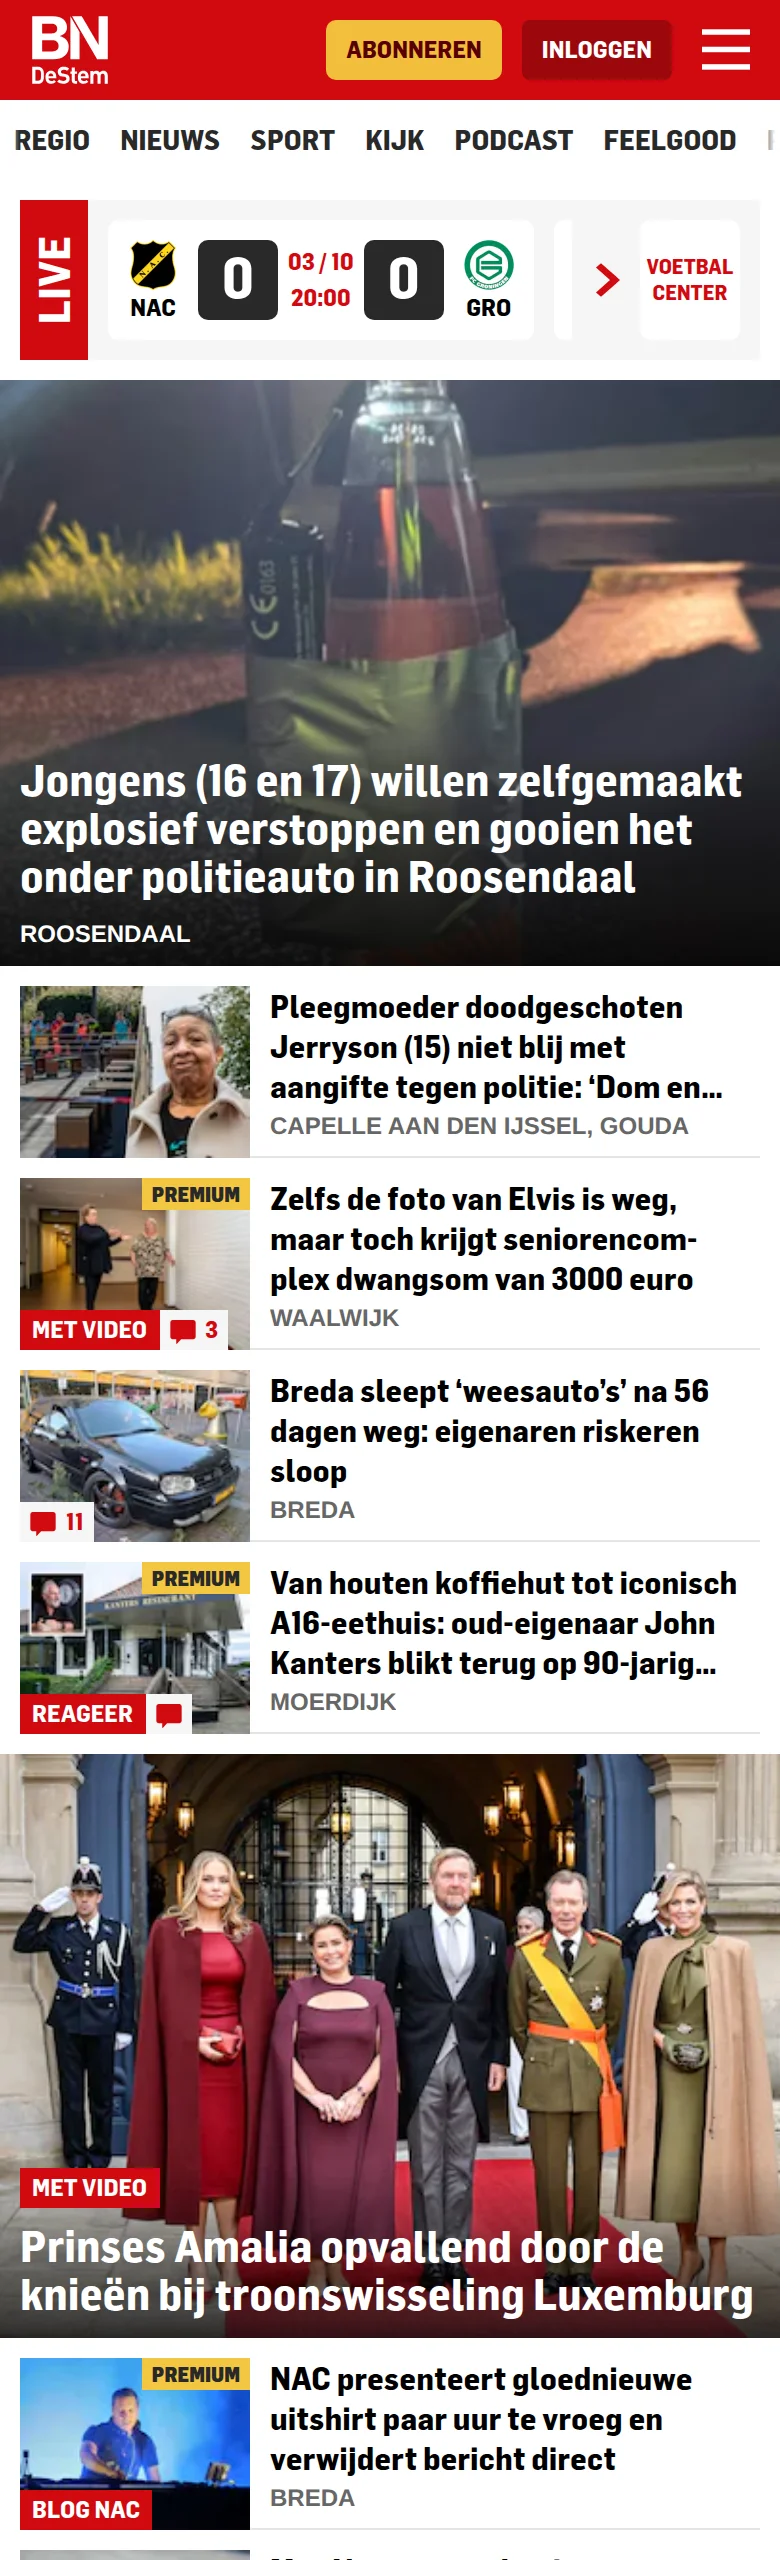 BN
DeStem
ABONNEREN
INLOGGEN
REGIO NIEUWS SPORT KIJK PODCAST FEELGOOD
LIVE
NAC
0
03 / 10
20:00
0
GRO
VOETBAL
CENTER
CE 0163
Jongens (16 en 17) willen zelfgemaakt
explosief verstoppen en gooien het
onder politieauto in Roosendaal
ROOSENDAAL
Pleegmoeder doodgeschoten
Jerryson (15) niet blij met
aangifte tegen politie: ‘Dom en...
CAPELLE AAN DEN IJSSEL, GOUDA
PREMIUM
MET VIDEO
3
Zelfs de foto van Elvis is weg,
maar toch krijgt seniorencom-
plex dwangsom van 3000 euro
WAALWIJK
11
Breda sleept ‘weesauto’s’ na 56
dagen weg: eigenaren riskeren
sloop
BREDA
PREMIUM
KANTERS RESTAURANT
REAGEER
Van houten koffiehut tot iconisch
A16-eethuis: oud-eigenaar John
Kanters blikt terug op 90-jarig...
MOERDIJK
MET VIDEO
Prinses Amalia opvallend door de
knieën bij troonswisseling Luxemburg
PREMIUM
BLOG NAC
NAC presenteert gloednieuwe
uitshirt paar uur te vroeg en
verwijdert bericht direct
BREDA